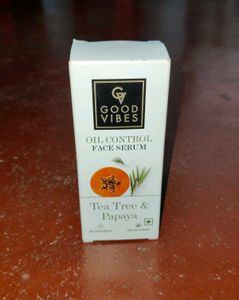 GV
GOOD
VIBES
OIL CONTROL
FACE SERUM
Tea Tree &
Papaya